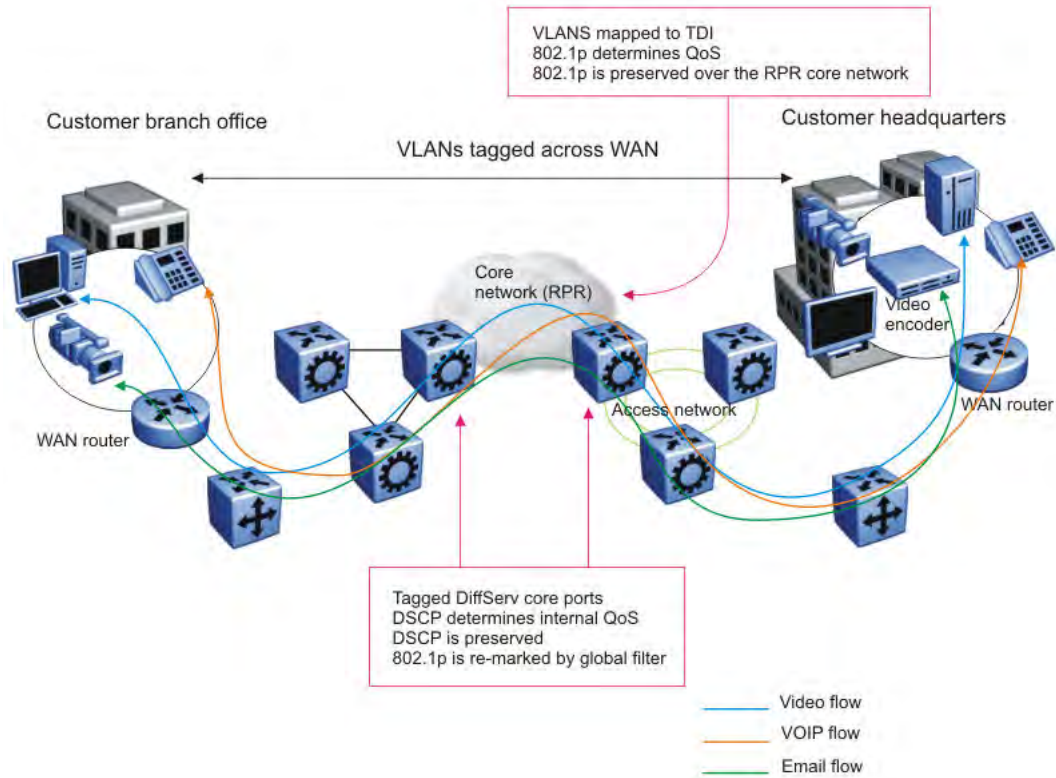 VLANS mapped to TDI
802.1p determines QoS
802.1p is preserved over the RPR core network
Customer branch office
Customer headquarters
VLANs tagged across WAN
Core
network (RPR)
Video
encoder
Access network
WAN router
WAN router
Tagged DiffServ core ports
DSCP determines internal QoS
DSCP is preserved
802.1p is re-marked by global filter
Video flow
VOIP flow
Email flow